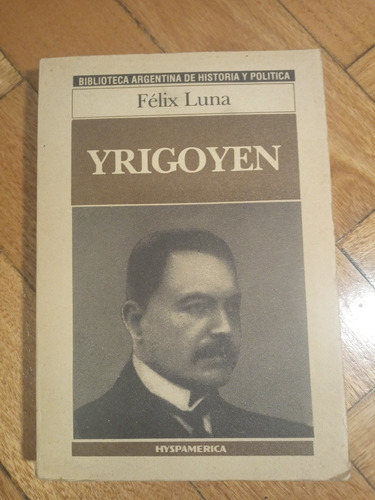 BIBLIOTECA ARGENTINA DE HISTORIA Y POLITICA
Félix Luna
YRIGOYEN
HYSPAMERICA